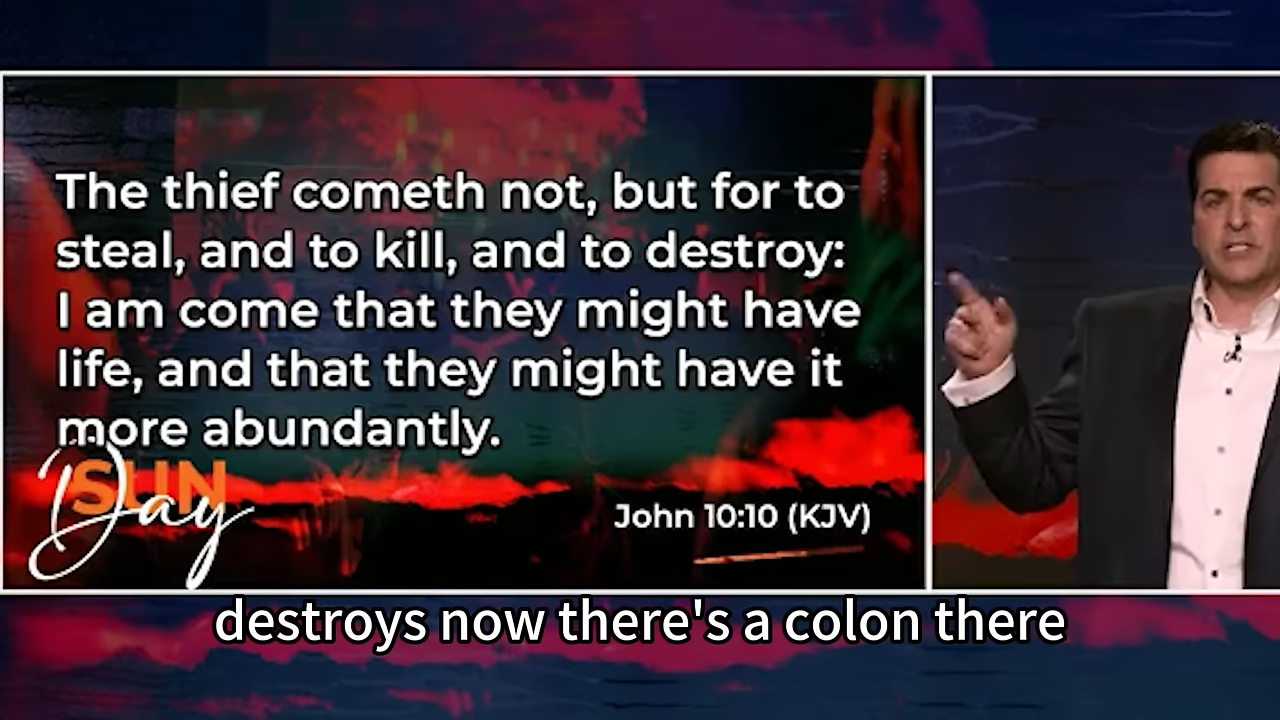 The thief cometh not, but for to
steal, and to kill, and to destroy:
I am come that they might have
life, and that they might have it
more abundantly.
SUN
Day
John 10:10 (KJV)
destroys now there's a colon there